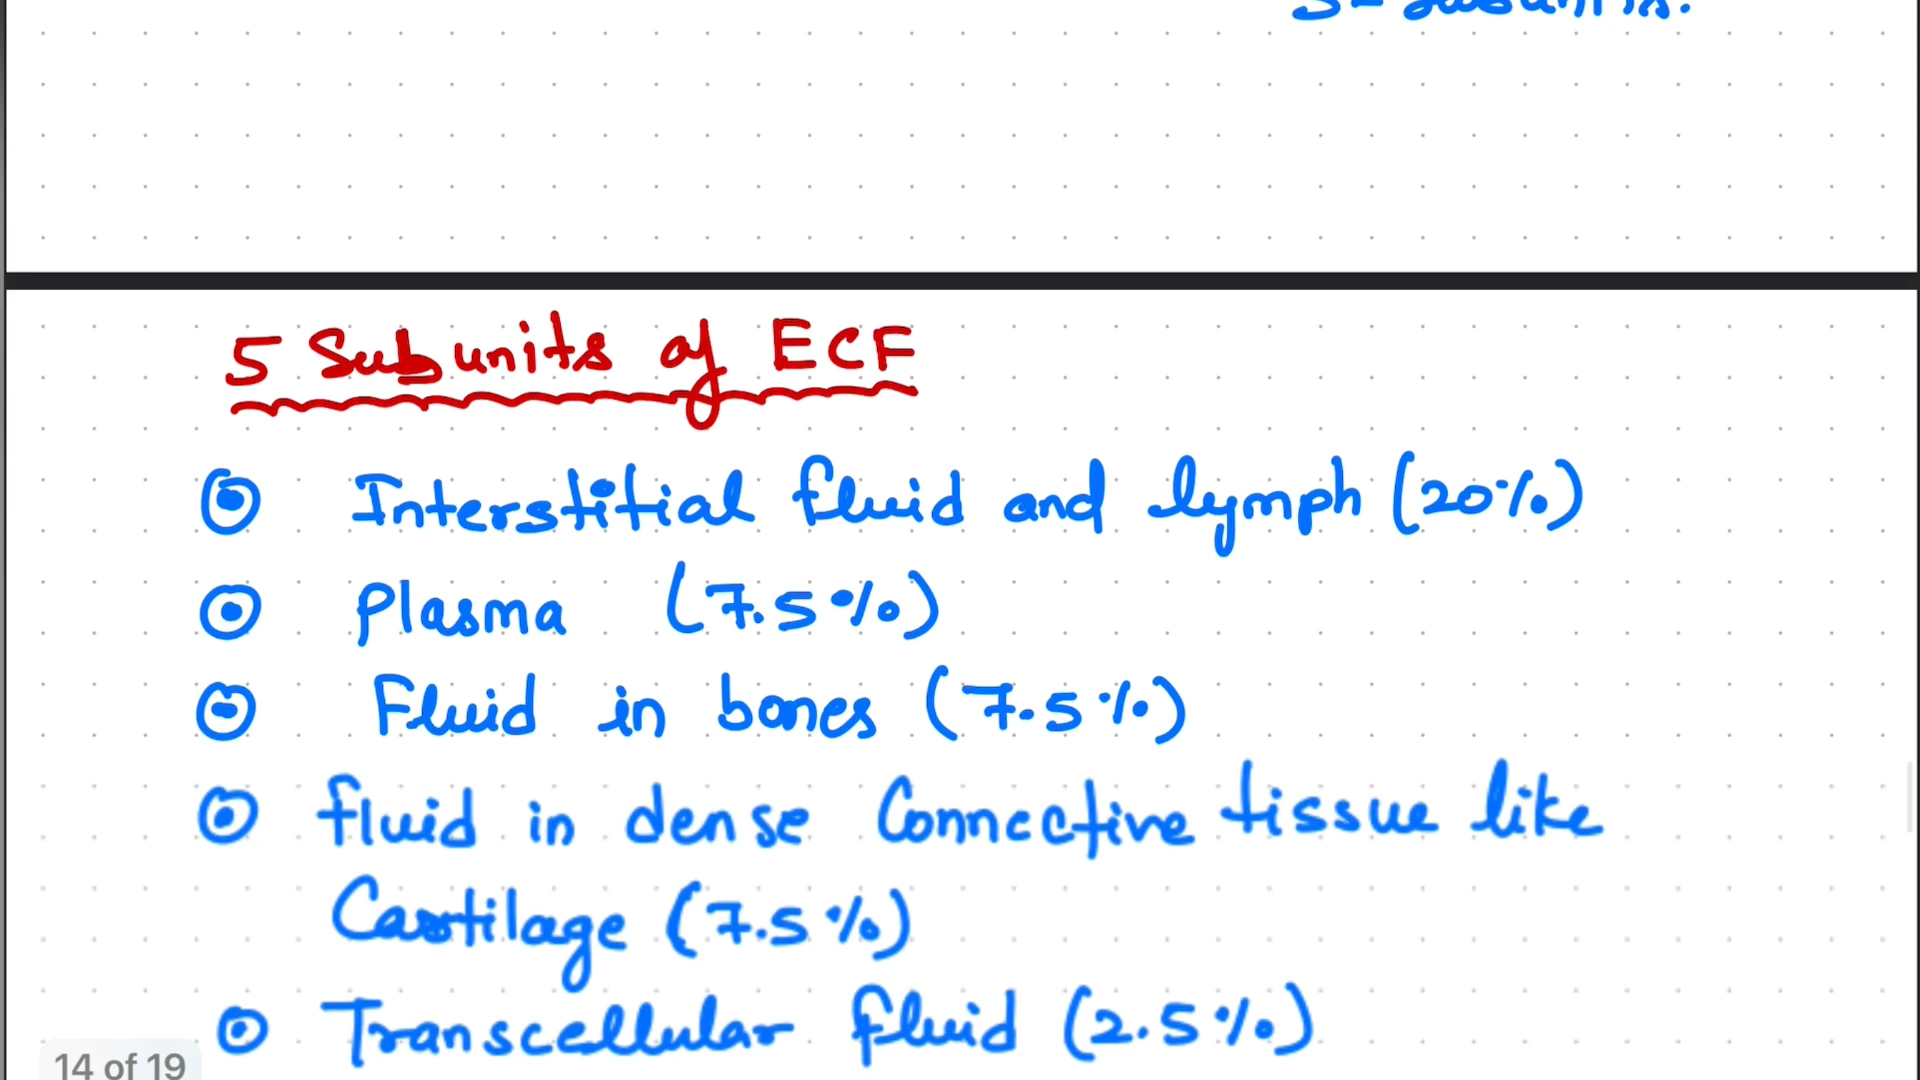 5 Subunits of ECF
Interstitial fluid and lymph (20%)
Plasma (7.5%)
Fluid in bones (7.5%)
fluid in dense Connective tissue like
Cartilage (7.5%)
Transcellular fluid (2.5%)
14 of 19